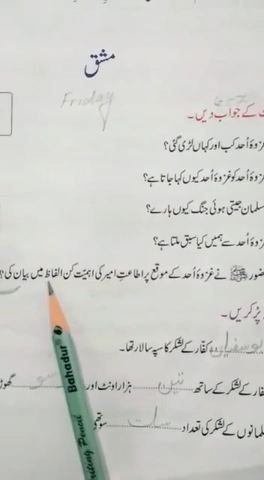 مشق
Friday
کے جواب دیں۔
غزوۂ اُحد کب اور کہاں لڑی گئی؟
غزوۂ اُحد کو غزوۂ اُحد کیوں کہا جاتا ہے؟
مسلمان جیتی ہوئی جنگ کیوں ہارے؟
غزوۂ اُحد سے ہمیں کیا سبق ملتا ہے؟
حضور ﷺ نے غزوۂ اُحد کے موقع پر اطاعتِ امیر کی اہمیت کن الفاظ میں بیان کی؟
پُر کریں۔
ابوسفیان کفار کے لشکر کا سپہ سالار تھا۔
کفار کے لشکر کے ساتھ تین ہزار اونٹ اور
مسلمانوں کے لشکر کی تعداد سات سو تھی
Bahadur
Writing Pencil